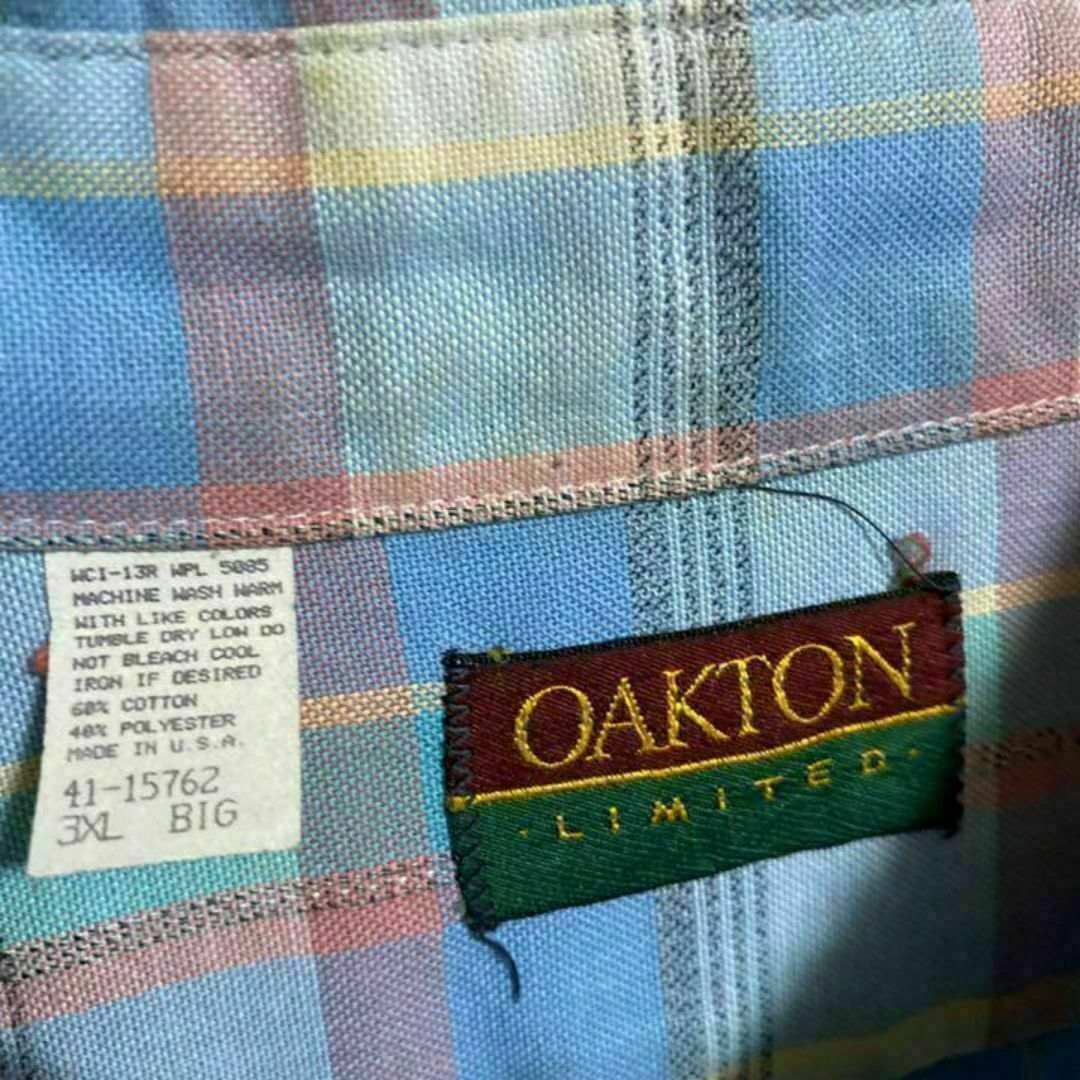 WCI-13R WPL 5085
MACHINE WASH WARM
WITH LIKE COLORS
TUMBLE DRY LOW DO
NOT BLEACH COOL
IRON IF DESIRED
60% COTTON
40% POLYESTER
MADE IN U.S.A.
41-15762
3XL BIG
OAKTON
·LIMITED·